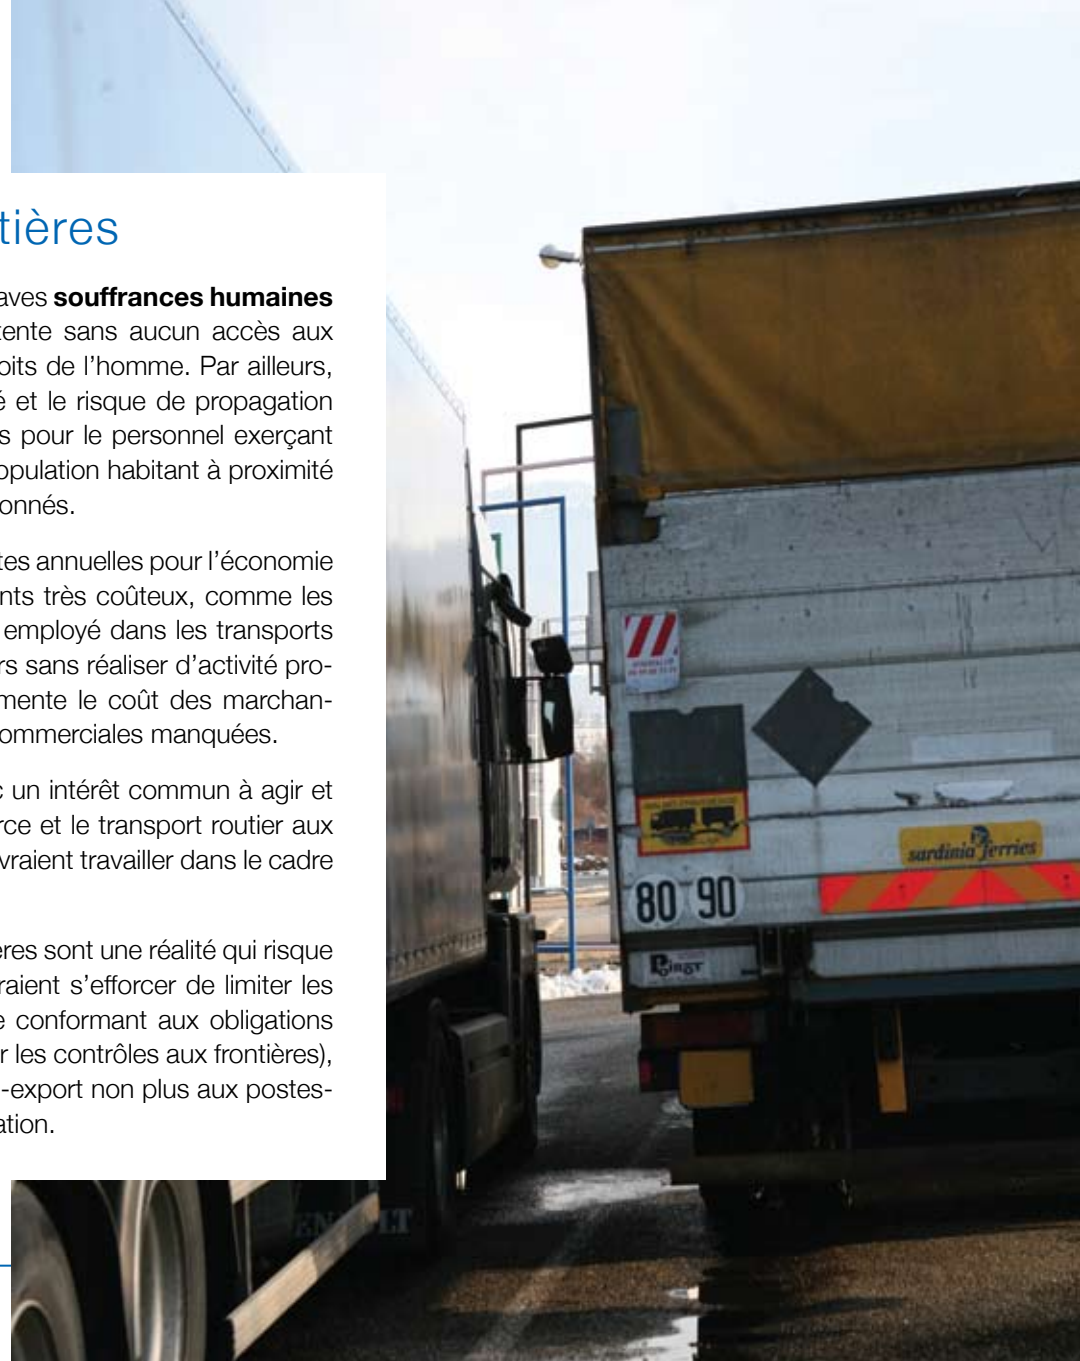 tières
aves souffrances humaines
tente sans aucun accès aux
oits de l’homme. Par ailleurs,
é et le risque de propagation
s pour le personnel exerçant
opulation habitant à proximité
onnés.
tes annuelles pour l’économie
nts très coûteux, comme les
employé dans les transports
rs sans réaliser d’activité pro-
mente le coût des marchan-
ommerciales manquées.
c un intérêt commun à agir et
rce et le transport routier aux
vraient travailler dans le cadre
ères sont une réalité qui risque
raient s’efforcer de limiter les
e conformant aux obligations
r les contrôles aux frontières),
-export non plus aux postes-
ation.
sardinia ferries
80 90
POIROT
RENAULT